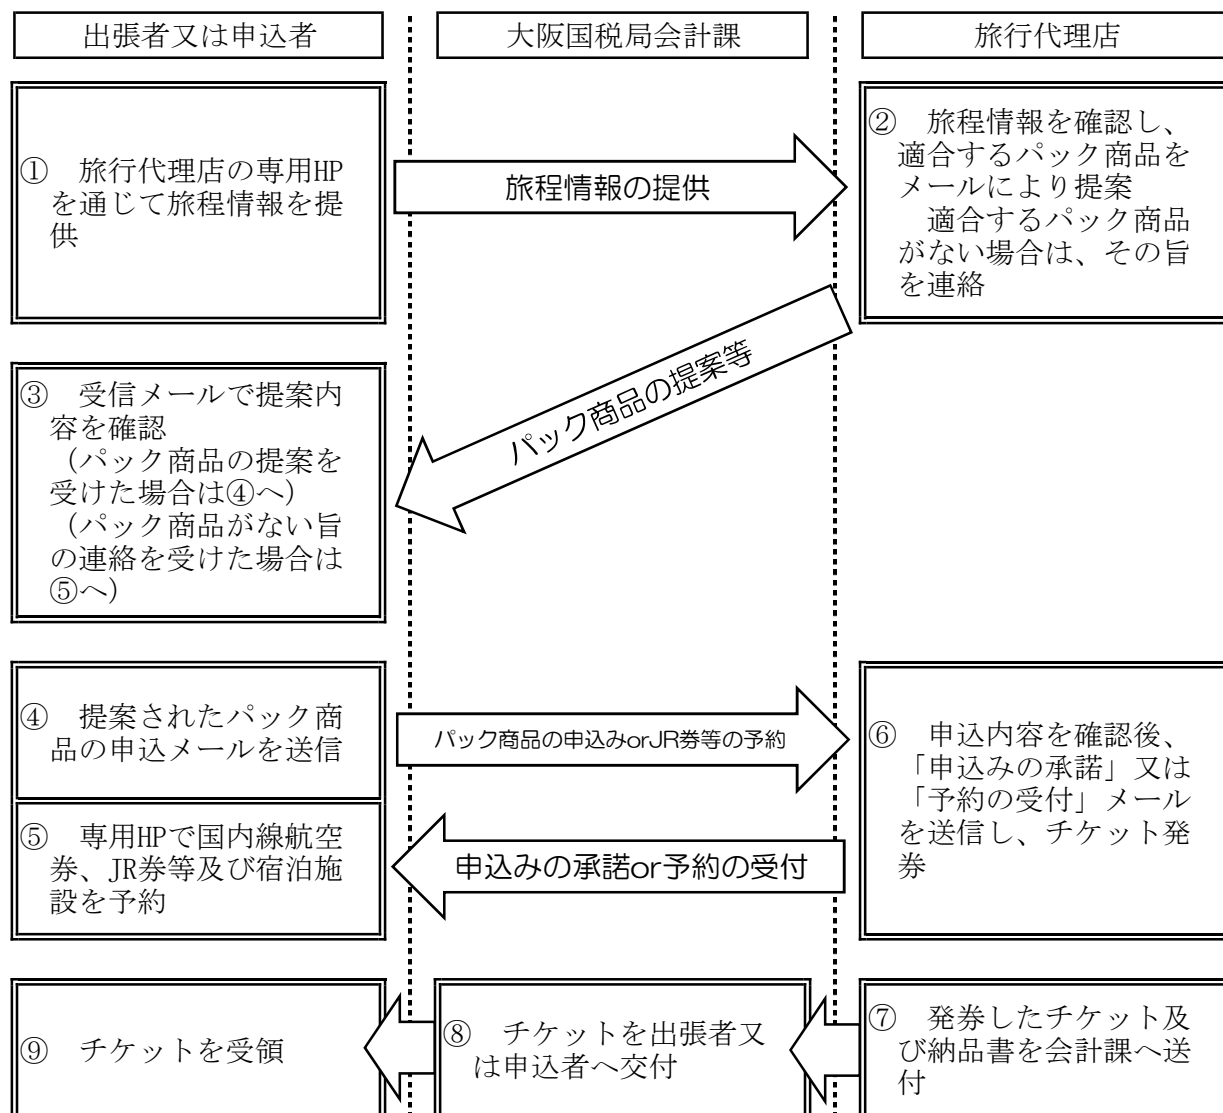 出張者又は申込者
大阪国税局会計課
旅行代理店
① 旅行代理店の専用HP
を通じて旅程情報を提
供
旅程情報の提供
② 旅程情報を確認し、
適合するパック商品を
メールにより提案
適合するパック商品
がない場合は、その旨
を連絡
パック商品の提案等
③ 受信メールで提案内
容を確認
（パック商品の提案を
受けた場合は④へ）
（パック商品がない旨
の連絡を受けた場合は
⑤へ）
④ 提案されたパック商
品の申込メールを送信
パック商品の申込みorJR券等の予約
⑤ 専用HPで国内線航空
券、JR券等及び宿泊施
設を予約
申込みの承諾or予約の受付
⑥ 申込内容を確認後、
「申込みの承諾」又は
「予約の受付」メール
を送信し、チケット発
券
⑦ 発券したチケット及
び納品書を会計課へ送
付
⑧ チケットを出張者又
は申込者へ交付
⑨ チケットを受領